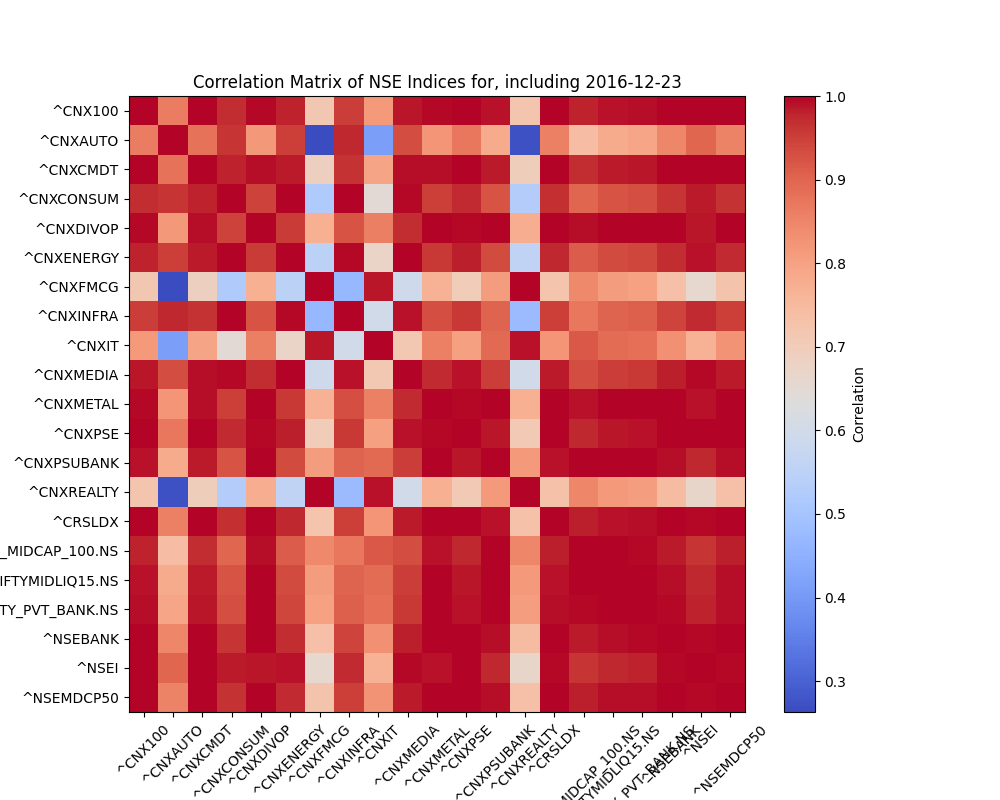 Correlation Matrix of NSE Indices for, including 2016-12-23
^CNX100
^CNXAUTO
^CNXCMDT
^CNXCONSUM
^CNXDIVOP
^CNXENERGY
^CNXFMCG
^CNXINFRA
^CNXIT
^CNXMEDIA
^CNXMETAL
^CNXPSE
^CNXPSUBANK
^CNXREALTY
^CRSLDX
_MIDCAP_100.NS
IFTYMIDLIQ15.NS
TY_PVT_BANK.NS
^NSEBANK
^NSEI
^NSEMDCP50
^CNX100
^CNXAUTO
^CNXCMDT
^CNXCONSUM
^CNXDIVOP
^CNXENERGY
^CNXFMCG
^CNXINFRA
^CNXIT
^CNXMEDIA
^CNXMETAL
^CNXPSE
^CNXPSUBANK
^CNXREALTY
^CRSLDX
MIDCAP_100.NS
TYMIDLIQ15.NS
_PVT_BANK.NS
^NSEBANK
^NSEI
^NSEMDCP50
1.0
0.9
0.8
0.7
0.6
0.5
0.4
0.3
Correlation